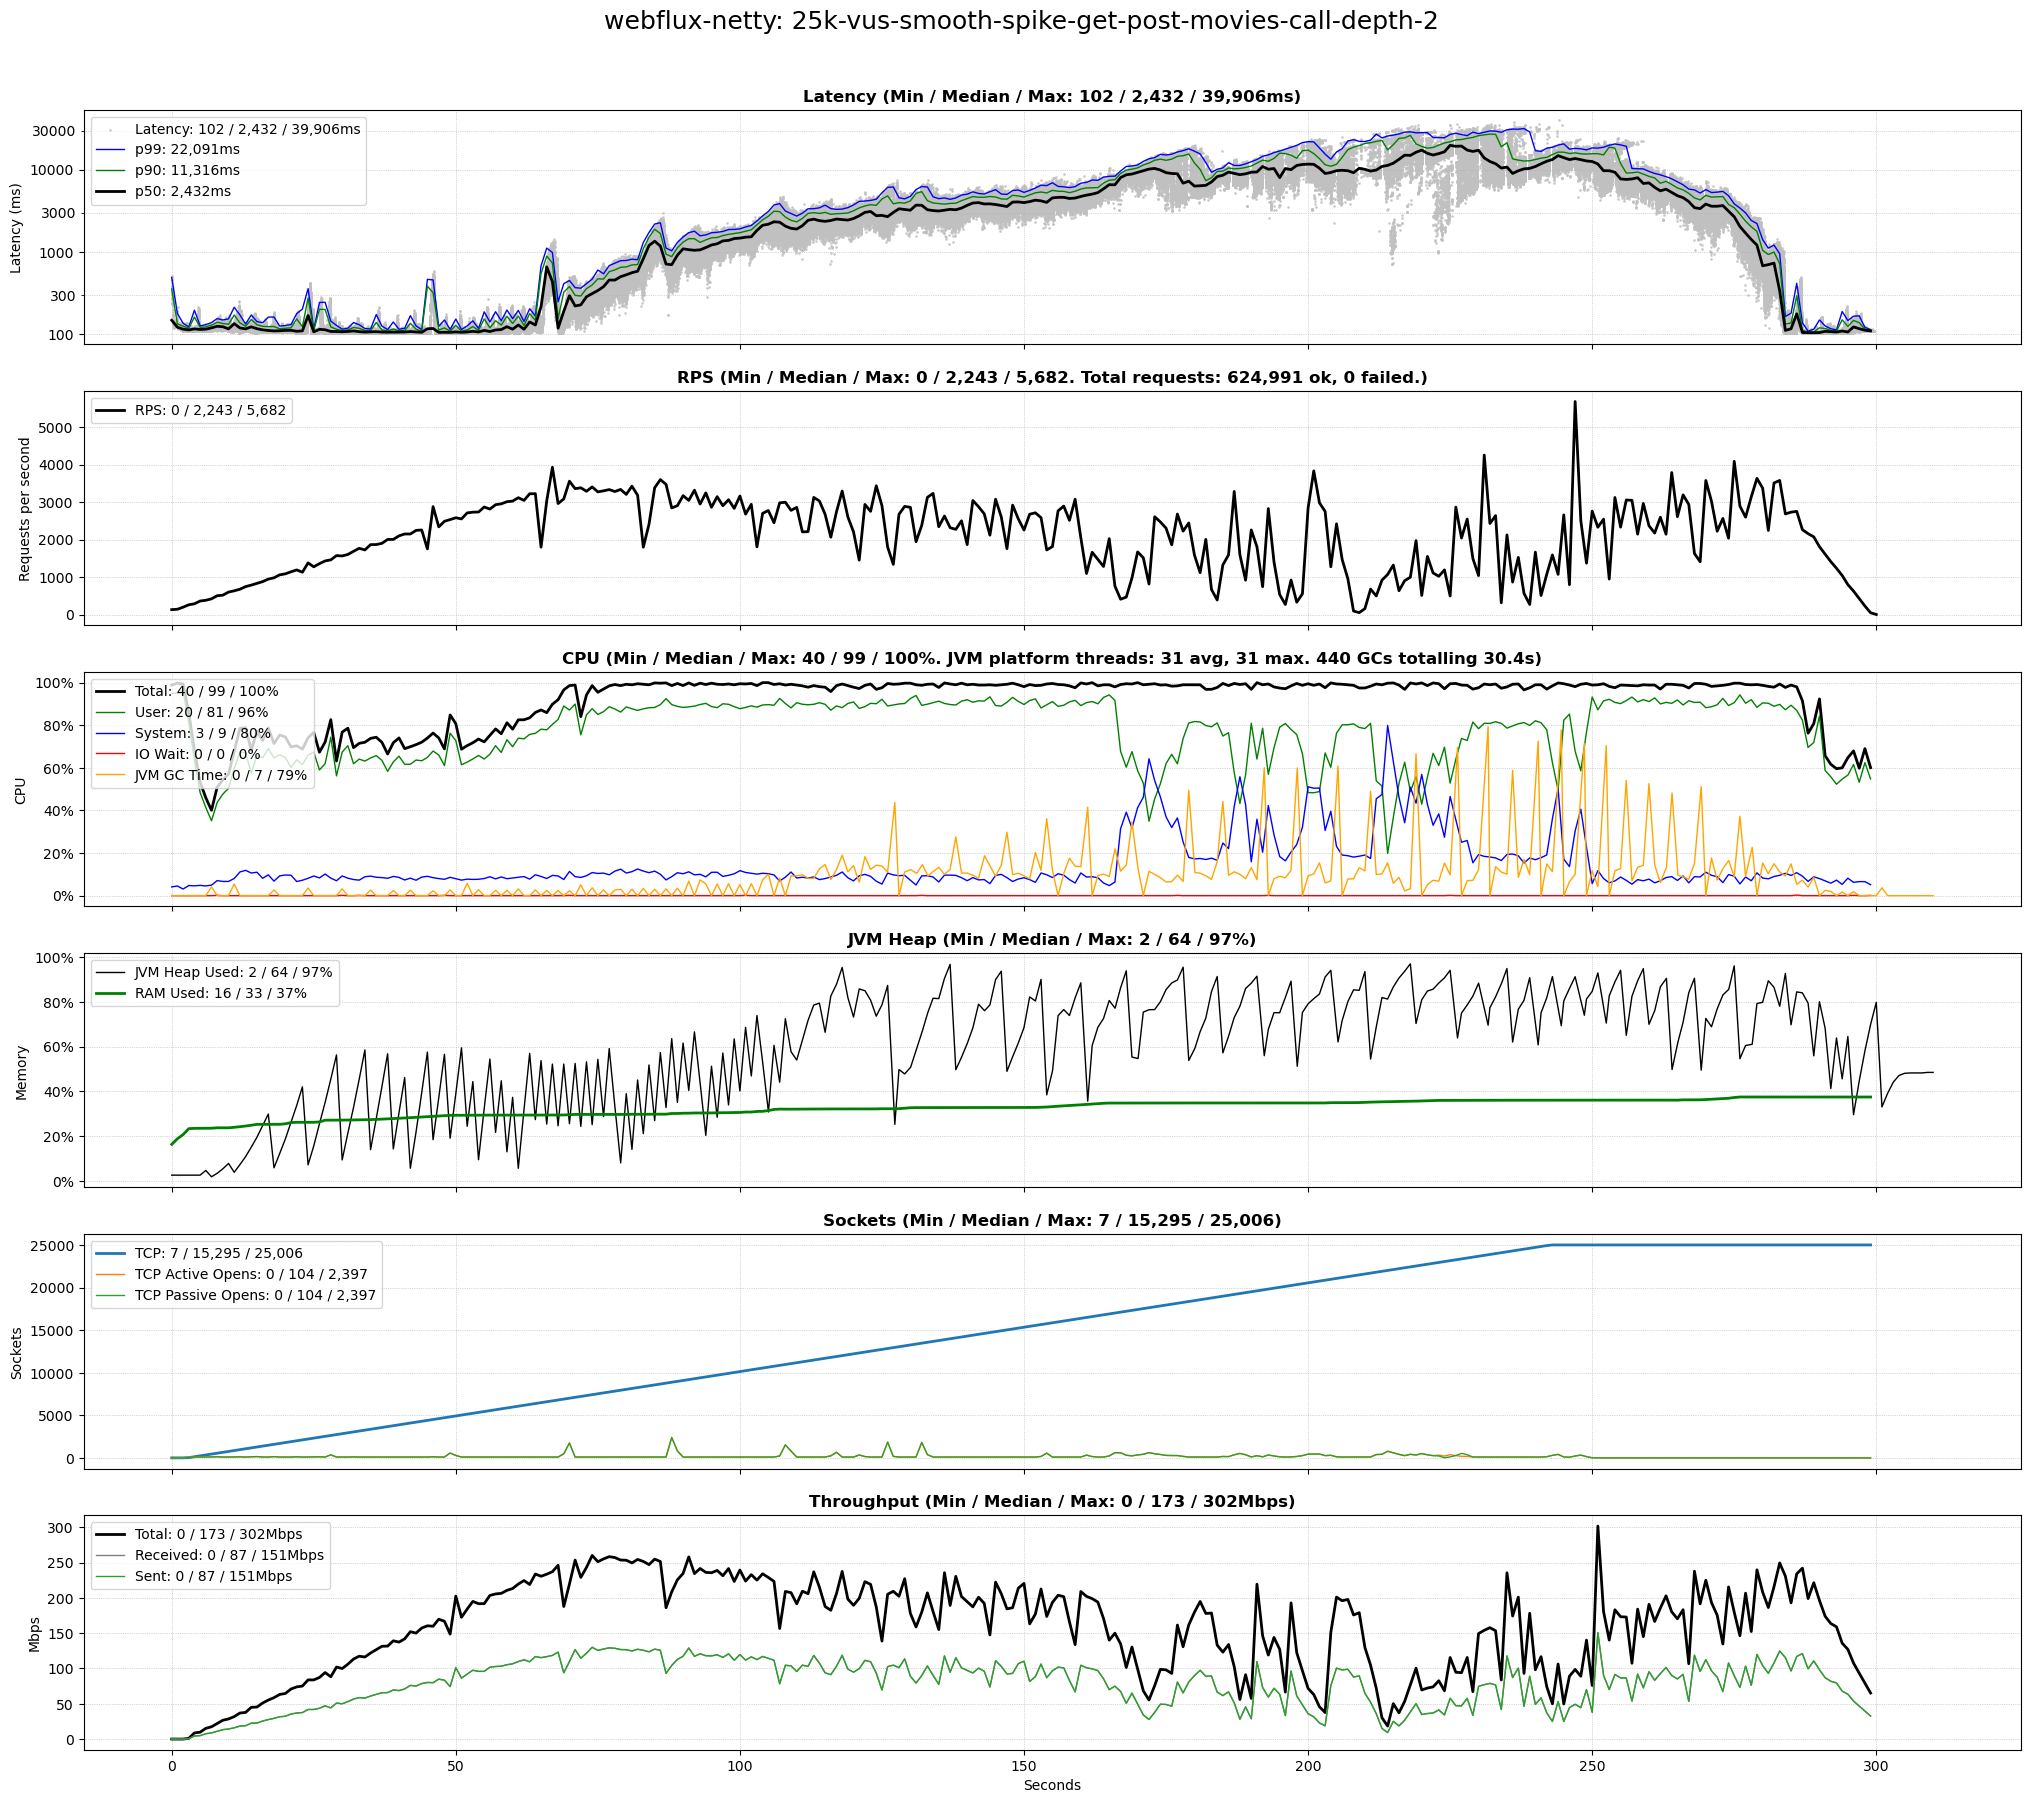 webflux-netty: 25k-vus-smooth-spike-get-post-movies-call-depth-2
Latency (Min / Median / Max: 102 / 2,432 / 39,906ms)
Latency (ms)
30000
10000
3000
1000
300
100
Latency: 102 / 2,432 / 39,906ms
p99: 22,091ms
p90: 11,316ms
p50: 2,432ms
RPS (Min / Median / Max: 0 / 2,243 / 5,682. Total requests: 624,991 ok, 0 failed.)
Requests per second
5000
4000
3000
2000
1000
0
RPS: 0 / 2,243 / 5,682
CPU (Min / Median / Max: 40 / 99 / 100%. JVM platform threads: 31 avg, 31 max. 440 GCs totalling 30.4s)
CPU
100%
80%
60%
40%
20%
0%
Total: 40 / 99 / 100%
User: 20 / 81 / 96%
System: 3 / 9 / 80%
IO Wait: 0 / 0 / 0%
JVM GC Time: 0 / 7 / 79%
JVM Heap (Min / Median / Max: 2 / 64 / 97%)
Memory
100%
80%
60%
40%
20%
0%
JVM Heap Used: 2 / 64 / 97%
RAM Used: 16 / 33 / 37%
Sockets (Min / Median / Max: 7 / 15,295 / 25,006)
Sockets
25000
20000
15000
10000
5000
0
TCP: 7 / 15,295 / 25,006
TCP Active Opens: 0 / 104 / 2,397
TCP Passive Opens: 0 / 104 / 2,397
Throughput (Min / Median / Max: 0 / 173 / 302Mbps)
Mbps
300
250
200
150
100
50
0
Total: 0 / 173 / 302Mbps
Received: 0 / 87 / 151Mbps
Sent: 0 / 87 / 151Mbps
0 50 100 150 200 250 300
Seconds